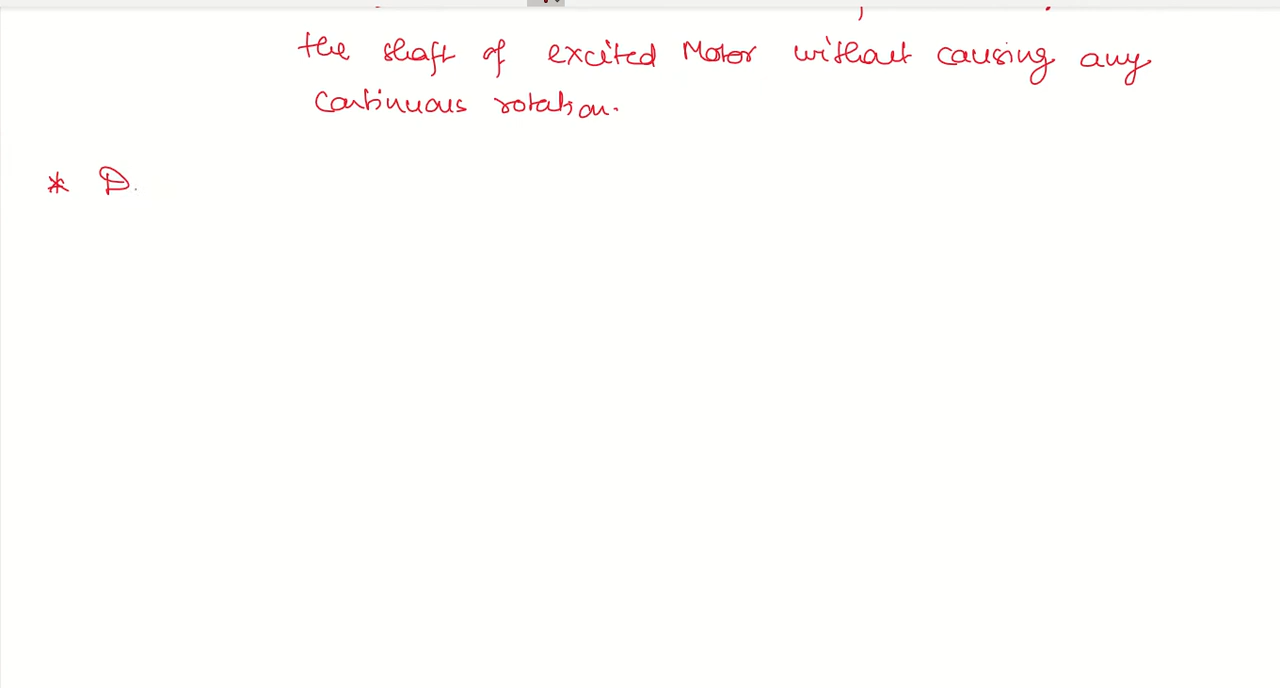 the shaft of excited Motor without causing any
continuous rotation.
* D.